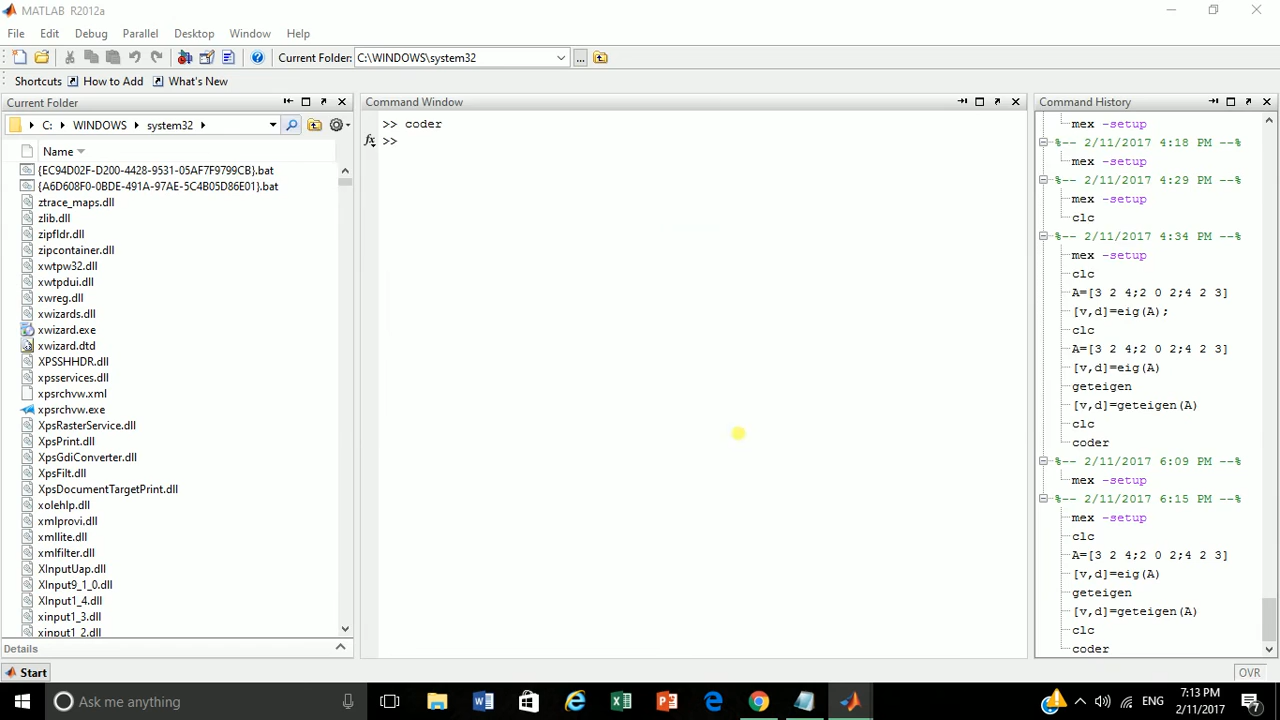 MATLAB R2012a
File Edit Debug Parallel Desktop Window Help
Current Folder: C:\WINDOWS\system32 ...
Shortcuts How to Add What's New
Current Folder
C: WINDOWS system32
Name
{EC94D02F-D200-4428-9531-05AF7F9799CB}.bat
{A6D608F0-0BDE-491A-97AE-5C4B05D86E01}.bat
ztrace_maps.dll
zlib.dll
zipfldr.dll
zipcontainer.dll
xwtpw32.dll
xwtpdui.dll
xwreg.dll
xwizards.dll
xwizard.exe
xwizard.dtd
XPSSHHDR.dll
xpsservices.dll
xpsrchvw.xml
xpsrchvw.exe
XpsRasterService.dll
XpsPrint.dll
XpsGdiConverter.dll
XpsFilt.dll
XpsDocumentTargetPrint.dll
xolehlp.dll
xmlprovi.dll
xmllite.dll
xmlfilter.dll
XInputUap.dll
XInput9_1_0.dll
XInput1_4.dll
xinput1_3.dll
xinput1_2.dll
Details
Command Window
>> coder
fx >>
Command History
mex -setup
%-- 2/11/2017 4:18 PM --%
mex -setup
%-- 2/11/2017 4:29 PM --%
mex -setup
clc
%-- 2/11/2017 4:34 PM --%
mex -setup
clc
A=[3 2 4;2 0 2;4 2 3]
[v,d]=eig(A);
clc
A=[3 2 4;2 0 2;4 2 3]
[v,d]=eig(A)
geteigen
[v,d]=geteigen(A)
clc
coder
%-- 2/11/2017 6:09 PM --%
mex -setup
%-- 2/11/2017 6:15 PM --%
mex -setup
clc
A=[3 2 4;2 0 2;4 2 3]
[v,d]=eig(A)
geteigen
[v,d]=geteigen(A)
clc
coder
Start
OVR
Ask me anything
ENG
7:13 PM
2/11/2017
7